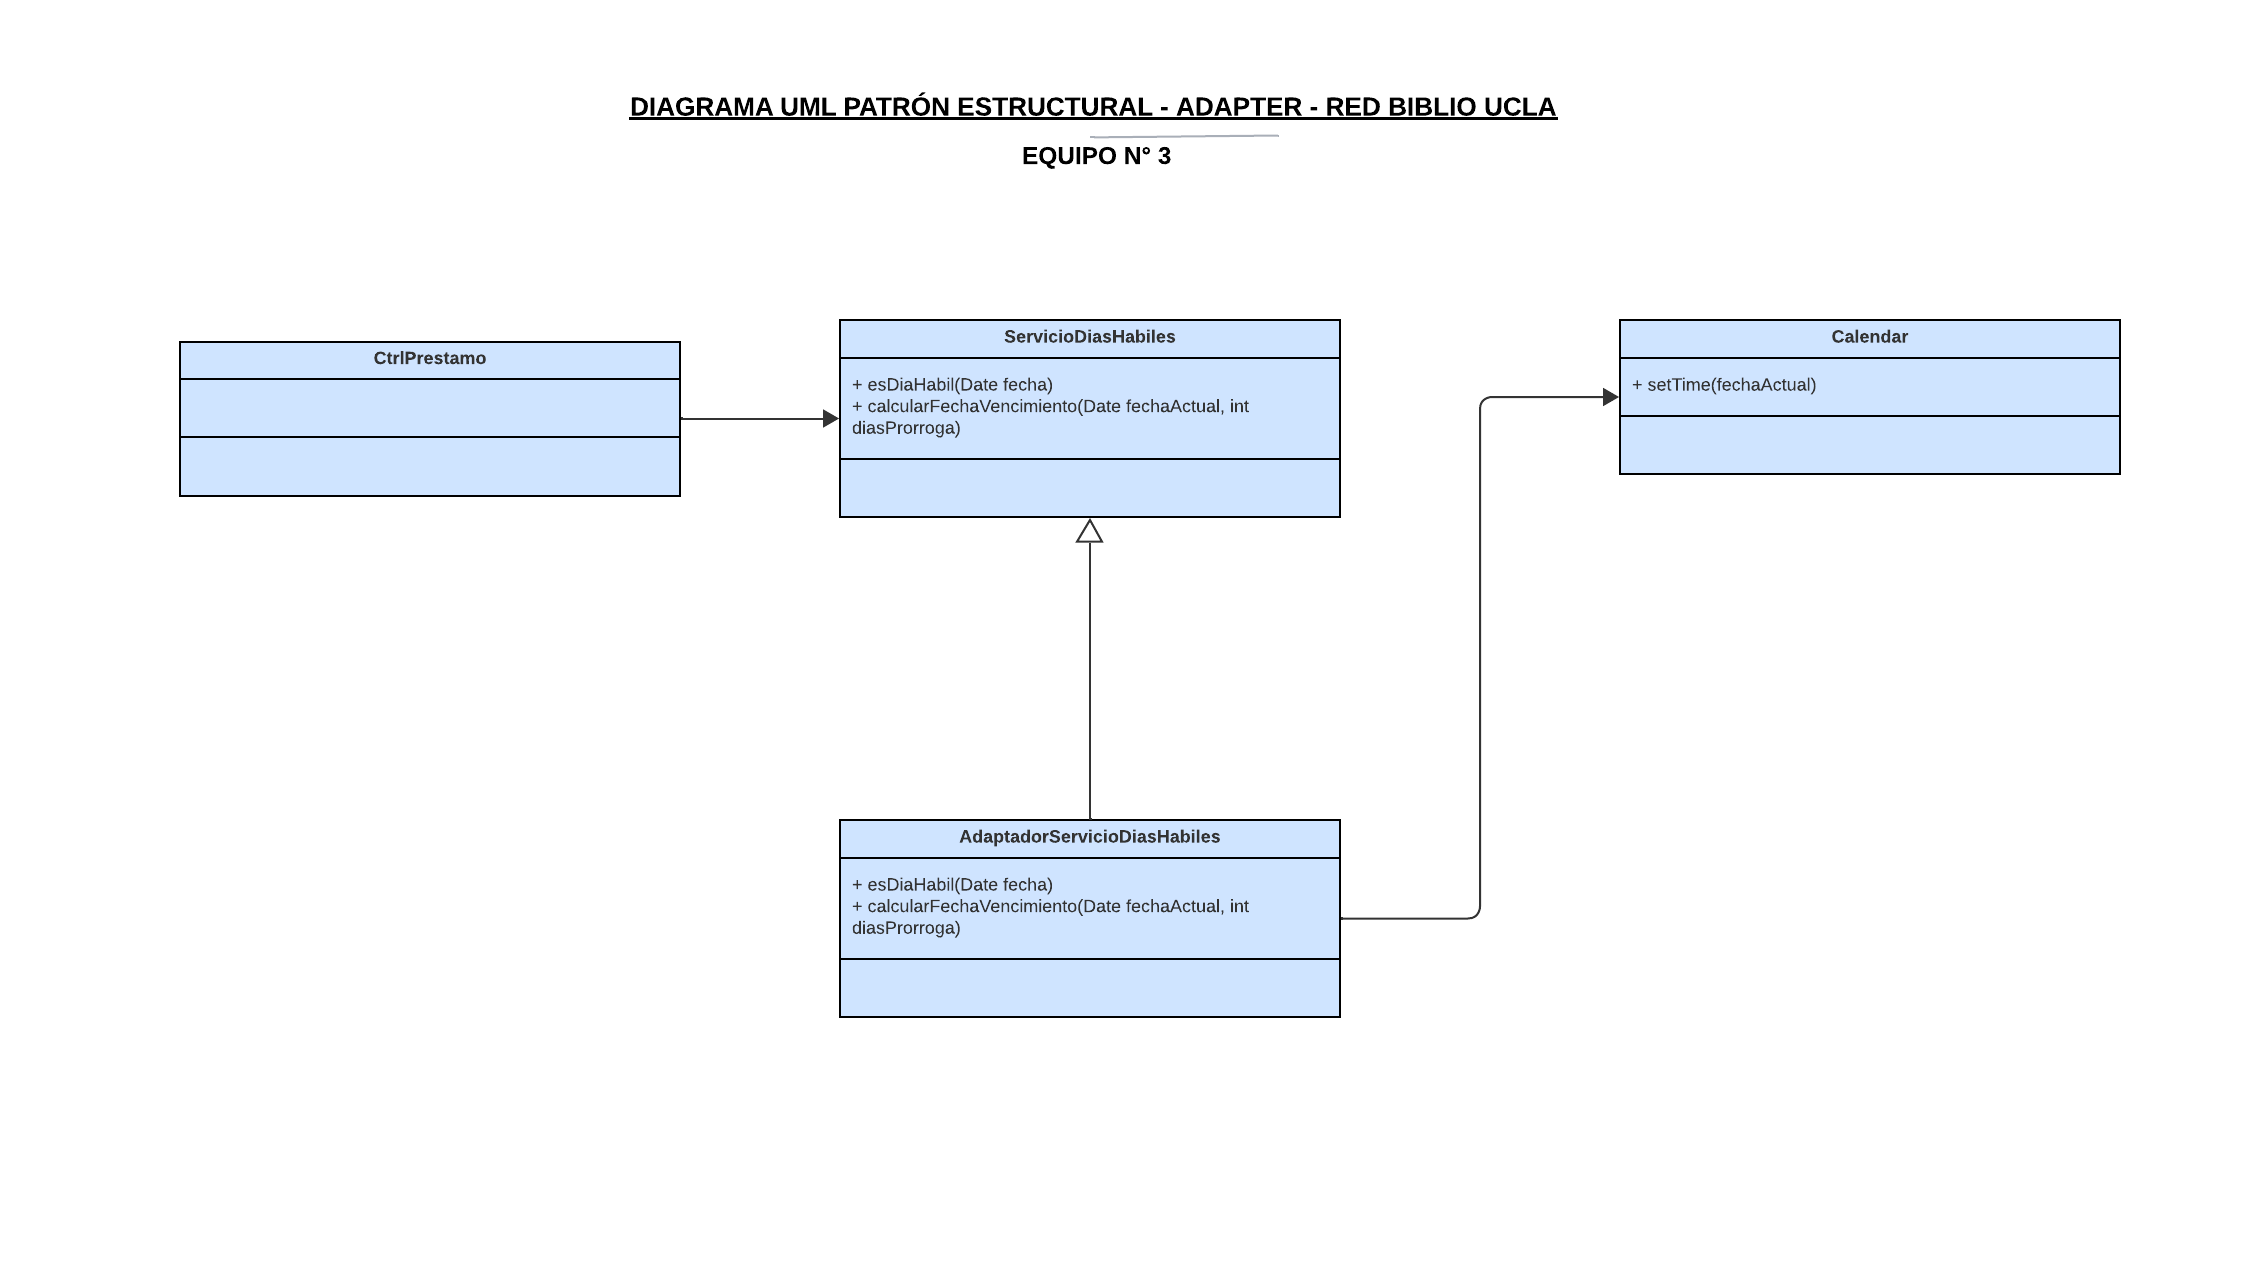 DIAGRAMA UML PATRÓN ESTRUCTURAL - ADAPTER - RED BIBLIO UCLA
EQUIPO N° 3
CtrlPrestamo
ServicioDiasHabiles
+ esDiaHabil(Date fecha)
+ calcularFechaVencimiento(Date fechaActual, int
diasProrroga)
Calendar
+ setTime(fechaActual)
AdaptadorServicioDiasHabiles
+ esDiaHabil(Date fecha)
+ calcularFechaVencimiento(Date fechaActual, int
diasProrroga)